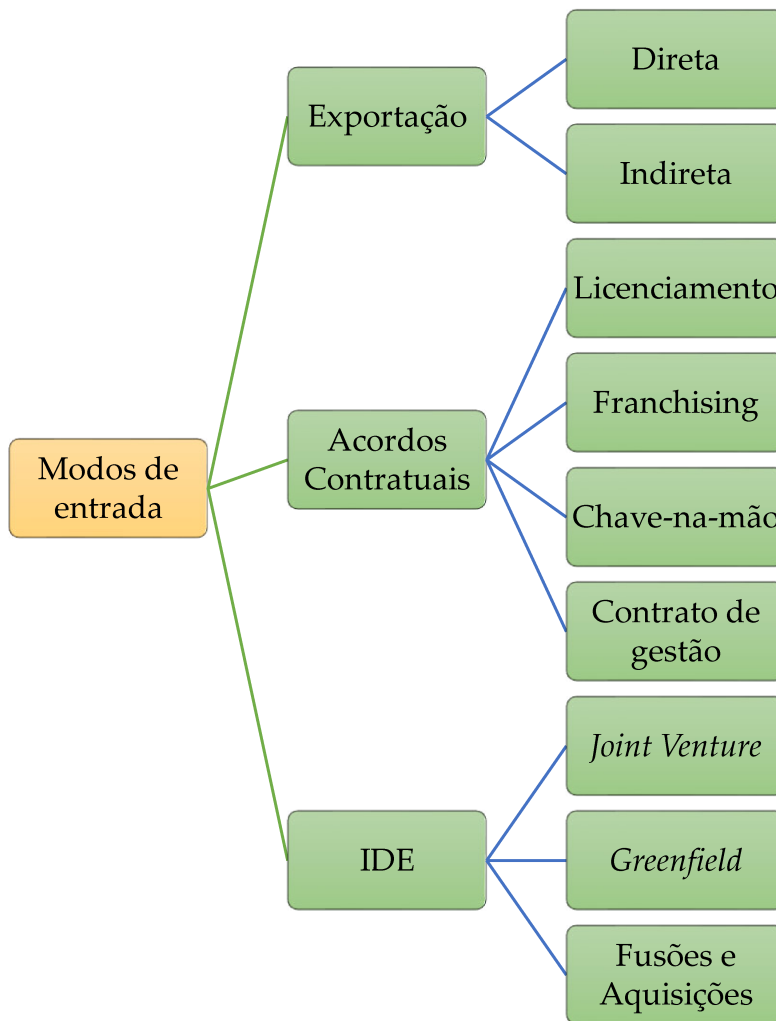 Modos de
entrada
Exportação
Direta
Indireta
Acordos
Contratuais
Licenciamento
Franchising
Chave-na-mão
Contrato de
gestão
IDE
Joint Venture
Greenfield
Fusões e
Aquisições